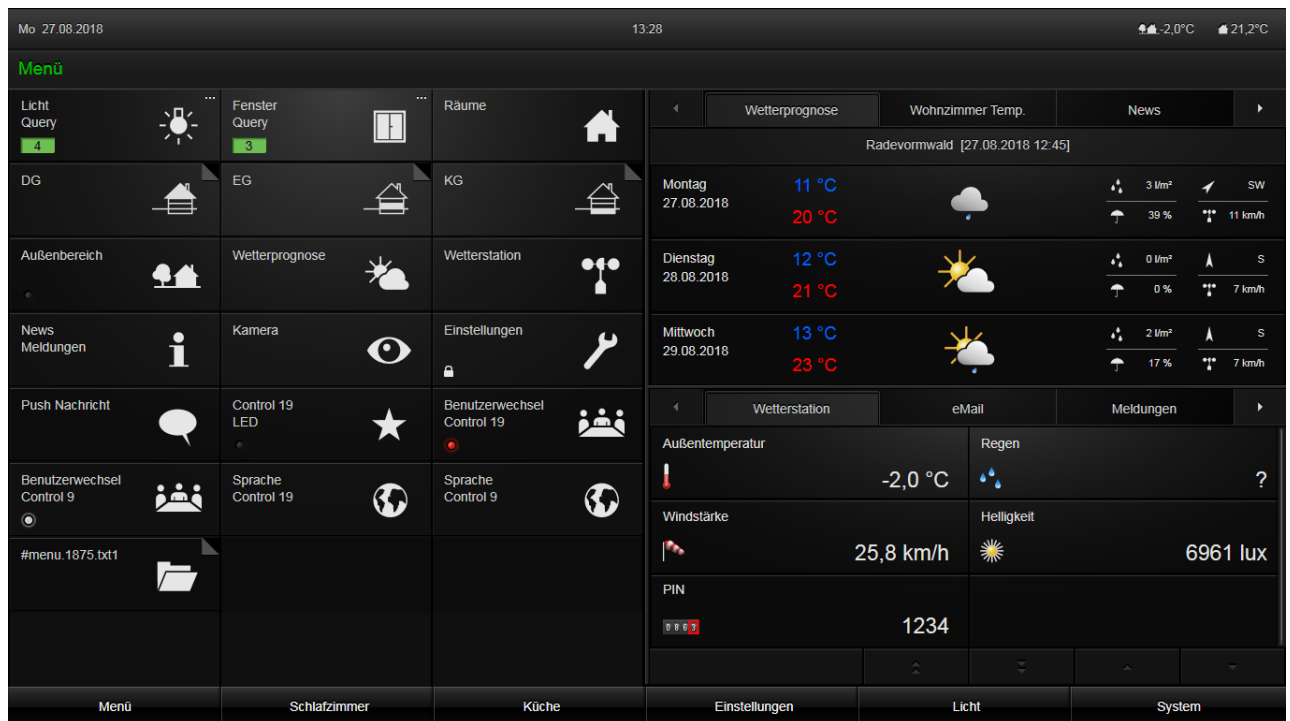 Mo 27.08.2018
13:28
-2,0°C
21,2°C
Menü
Licht
Query
4
Fenster
Query
3
Räume
DG
EG
KG
Außenbereich
Wetterprognose
Wetterstation
News
Meldungen
Kamera
Einstellungen
Push Nachricht
Control 19
LED
Benutzerwechsel
Control 19
Benutzerwechsel
Control 9
Sprache
Control 19
Sprache
Control 9
#menu.1875.txt1
Wetterprognose
Wohnzimmer Temp.
News
Radevormwald [27.08.2018 12:45]
Montag
27.08.2018
11 °C
20 °C
3 l/m²
SW
39 %
11 km/h
Dienstag
28.08.2018
12 °C
21 °C
0 l/m²
S
0 %
7 km/h
Mittwoch
29.08.2018
13 °C
23 °C
2 l/m²
S
17 %
7 km/h
Wetterstation
eMail
Meldungen
Außentemperatur
-2,0 °C
Regen
?
Windstärke
25,8 km/h
Helligkeit
6961 lux
PIN
0 8 6 3
1234
Menü
Schlafzimmer
Küche
Einstellungen
Licht
System